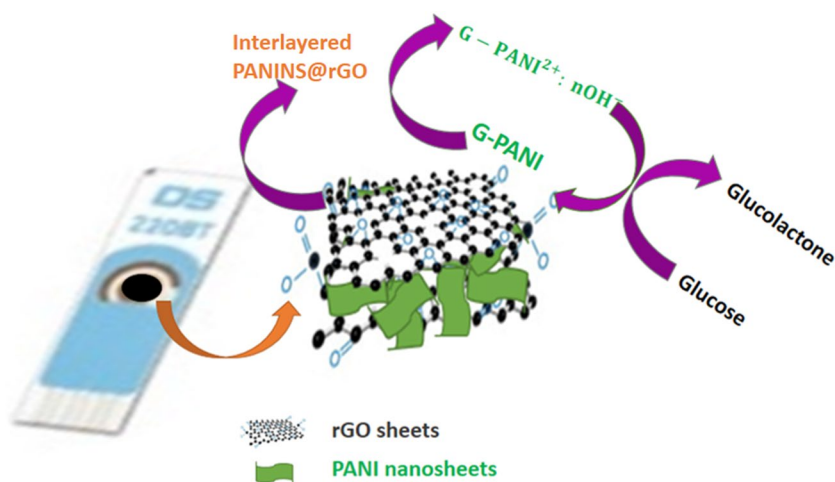 Interlayered
PANINS@rGO
G − PANI²⁺: nOH⁻
G-PANI
Glucolactone
Glucose
DS
220BT
rGO sheets
PANI nanosheets